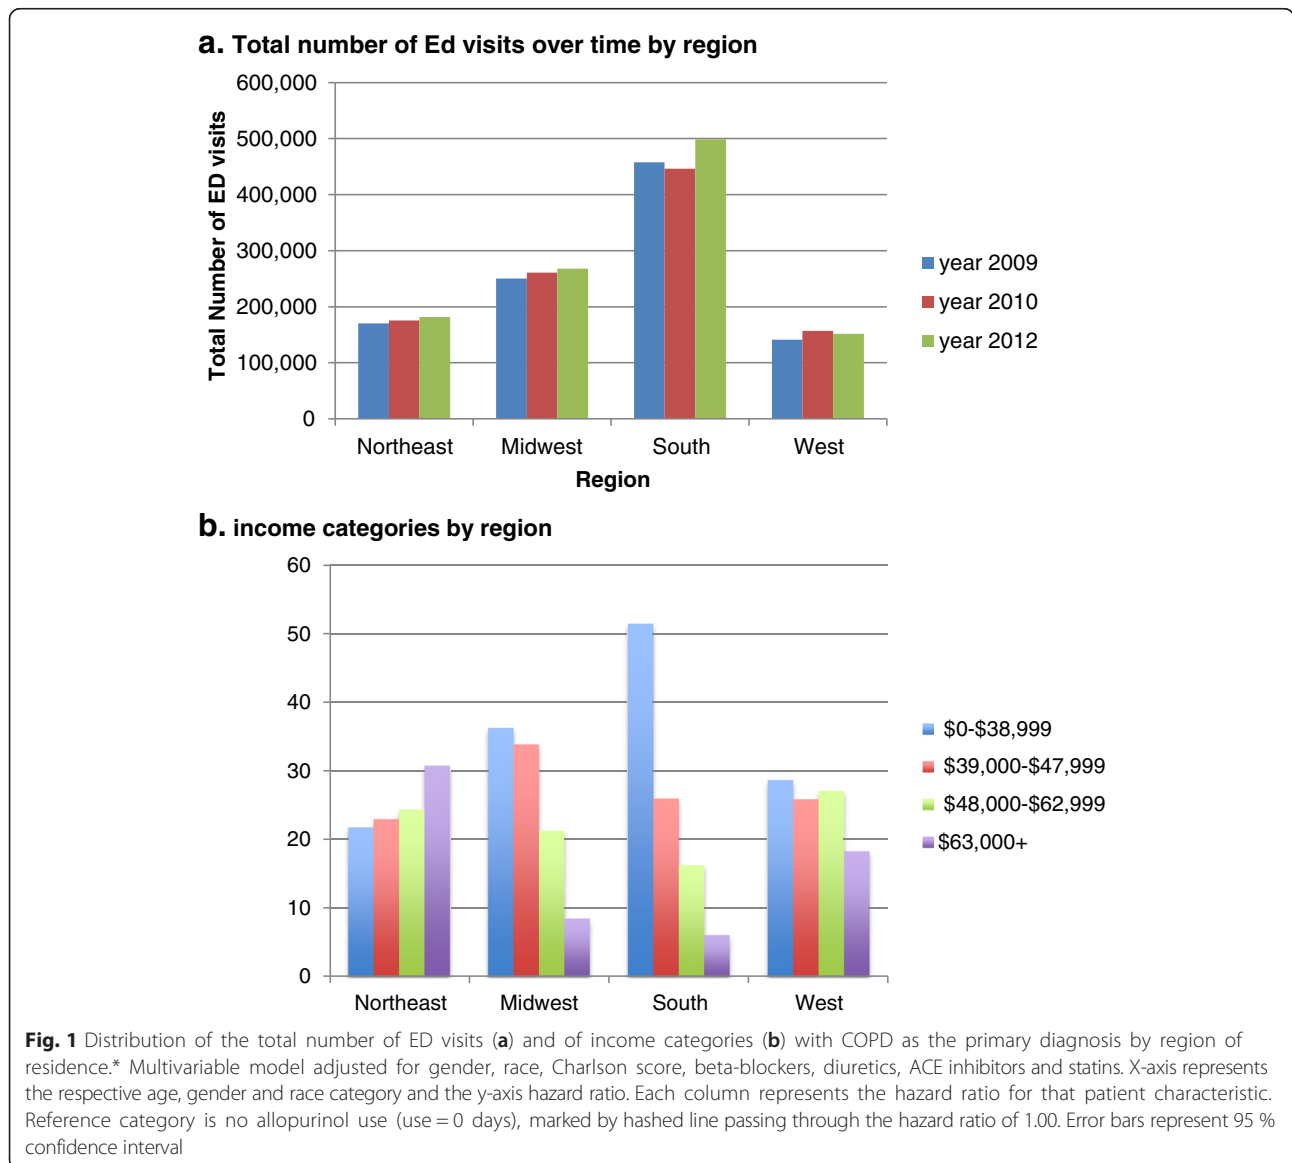 a. Total number of Ed visits over time by region
600,000
500,000
400,000
300,000
200,000
100,000
0
Total Number of ED visits
Northeast Midwest South West
Region
year 2009
year 2010
year 2012
b. income categories by region
60
50
40
30
20
10
0
Northeast Midwest South West
$0-$38,999
$39,000-$47,999
$48,000-$62,999
$63,000+
Fig. 1 Distribution of the total number of ED visits (a) and of income categories (b) with COPD as the primary diagnosis by region of
residence.* Multivariable model adjusted for gender, race, Charlson score, beta-blockers, diuretics, ACE inhibitors and statins. X-axis represents
the respective age, gender and race category and the y-axis hazard ratio. Each column represents the hazard ratio for that patient characteristic.
Reference category is no allopurinol use (use = 0 days), marked by hashed line passing through the hazard ratio of 1.00. Error bars represent 95 %
confidence interval